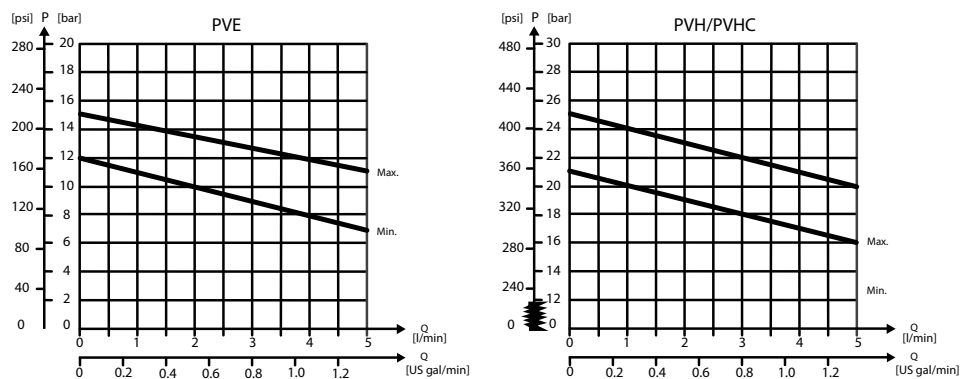 [psi] P [bar]
PVE
280
240
200
160
120
80
40
0
20
18
16
14
12
10
8
6
4
2
0
Max.
Min.
0 1 2 3 4 5
Q
[l/min]
0 0.2 0.4 0.6 0.8 1.0 1.2
Q
[US gal/min]
[psi] P [bar]
PVH/PVHC
480
440
400
360
320
280
240
0
30
28
26
24
22
20
18
16
14
12
0
Max.
Min.
0 1 2 3 4 5
Q
[l/min]
0 0.2 0.4 0.6 0.8 1.0 1.2
Q
[US gal/min]